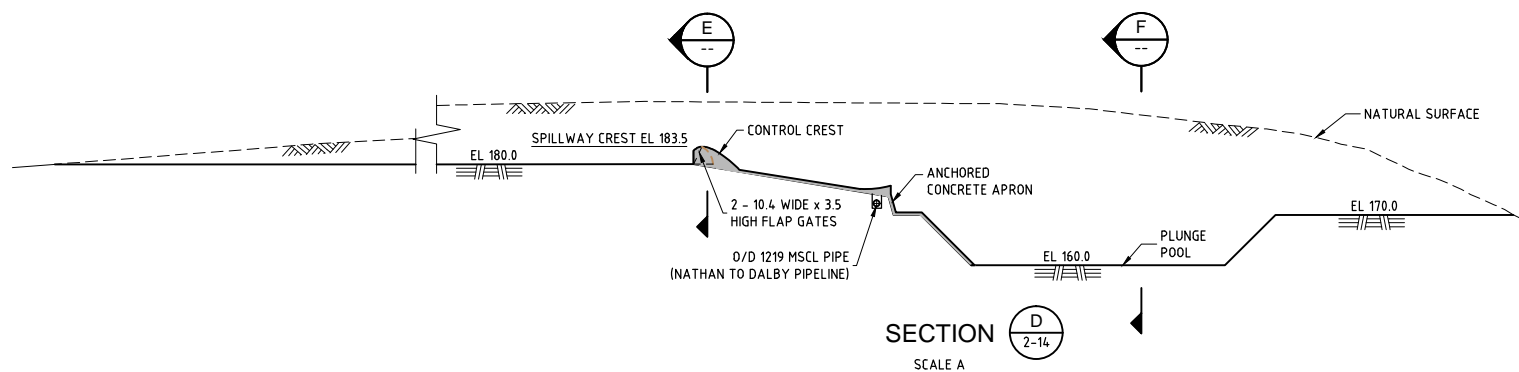 E
--
F
--
NATURAL SURFACE
SPILLWAY CREST EL 183.5
CONTROL CREST
EL 180.0
ANCHORED
CONCRETE APRON
2 - 10.4 WIDE x 3.5
HIGH FLAP GATES
EL 170.0
O/D 1219 MSCL PIPE
(NATHAN TO DALBY PIPELINE)
EL 160.0
PLUNGE
POOL
SECTION
D
2-14
SCALE A